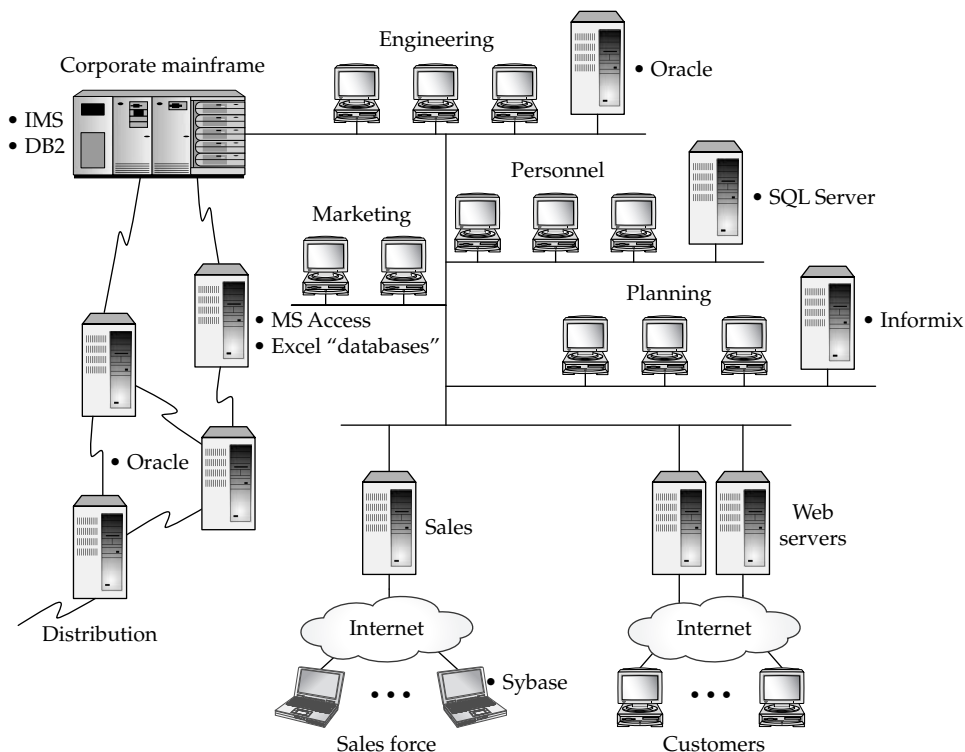 Engineering
Corporate mainframe
• Oracle
• IMS
• DB2
Personnel
• SQL Server
Marketing
Planning
• MS Access
• Excel “databases”
• Informix
• Oracle
Sales
Web
servers
Distribution
Internet
Internet
• Sybase
Sales force
Customers